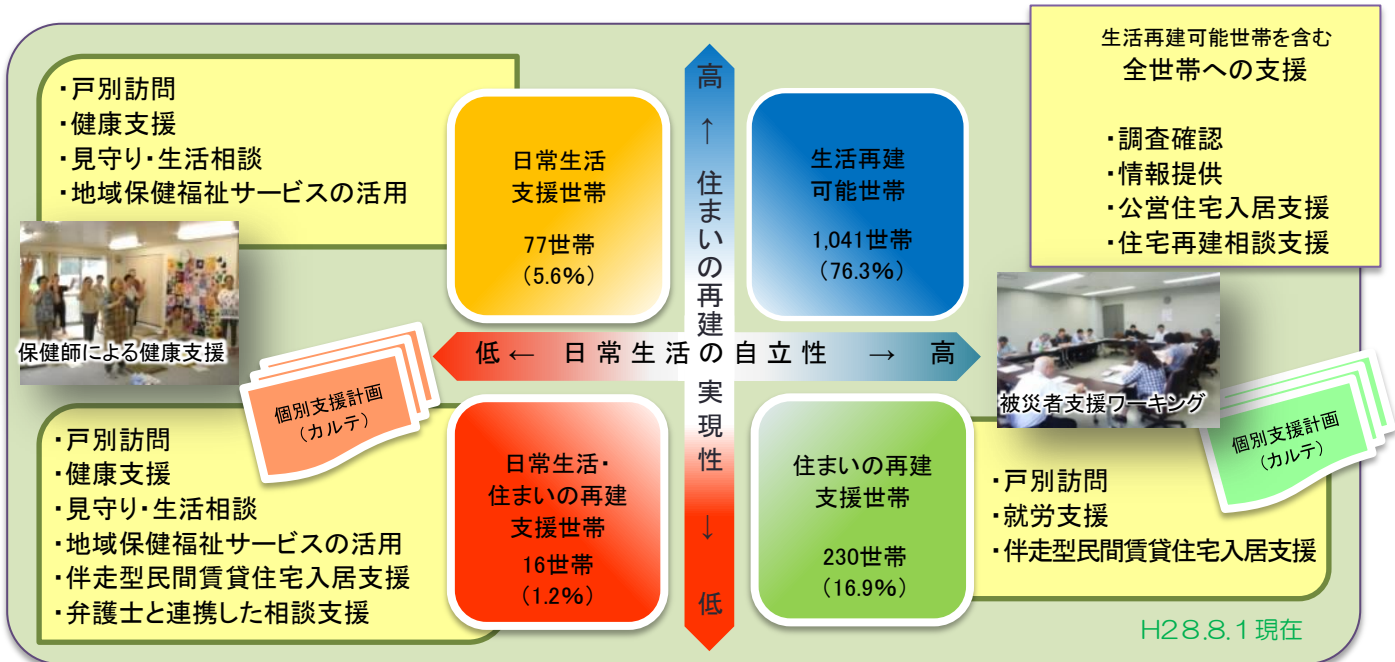 ・戸別訪問
・健康支援
・見守り・生活相談
・地域保健福祉サービスの活用
保健師による健康支援
日常生活
支援世帯
77世帯
(5.6%)
高 ↑ 住まいの再建の実現性 ↓ 低
生活再建
可能世帯
1,041世帯
(76.3%)
生活再建可能世帯を含む
全世帯への支援
・調査確認
・情報提供
・公営住宅入居支援
・住宅再建相談支援
低 ← 日常生活の自立性 → 高
被災者支援ワーキング
個別支援計画
(カルテ)
・戸別訪問
・健康支援
・見守り・生活相談
・地域保健福祉サービスの活用
・伴走型民間賃貸住宅入居支援
・弁護士と連携した相談支援
日常生活・
住まいの再建
支援世帯
16世帯
(1.2%)
住まいの再建
支援世帯
230世帯
(16.9%)
個別支援計画
(カルテ)
・戸別訪問
・就労支援
・伴走型民間賃貸住宅入居支援
H28.8.1現在